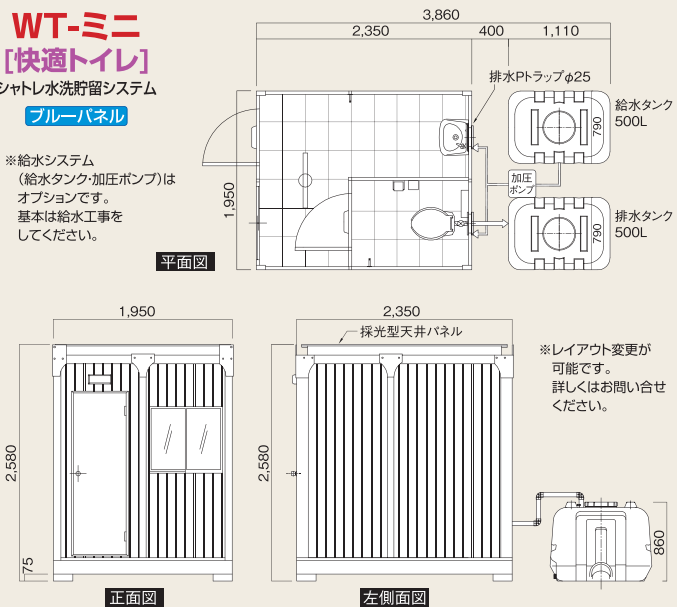 WT-ミニ
[快適トイレ]
シャトレ水洗貯留システム
ブルーパネル
※給水システム
（給水タンク・加圧ポンプ）は
オプションです。
基本は給水工事を
してください。
3,860
2,350
400
1,110
排水Pトラップφ25
給水タンク
500L
790
1,950
加圧
ポンプ
排水タンク
500L
790
平面図
1,950
2,580
75
正面図
2,350
採光型天井パネル
2,580
左側面図
※レイアウト変更が
可能です。
詳しくはお問い合せ
ください。
860